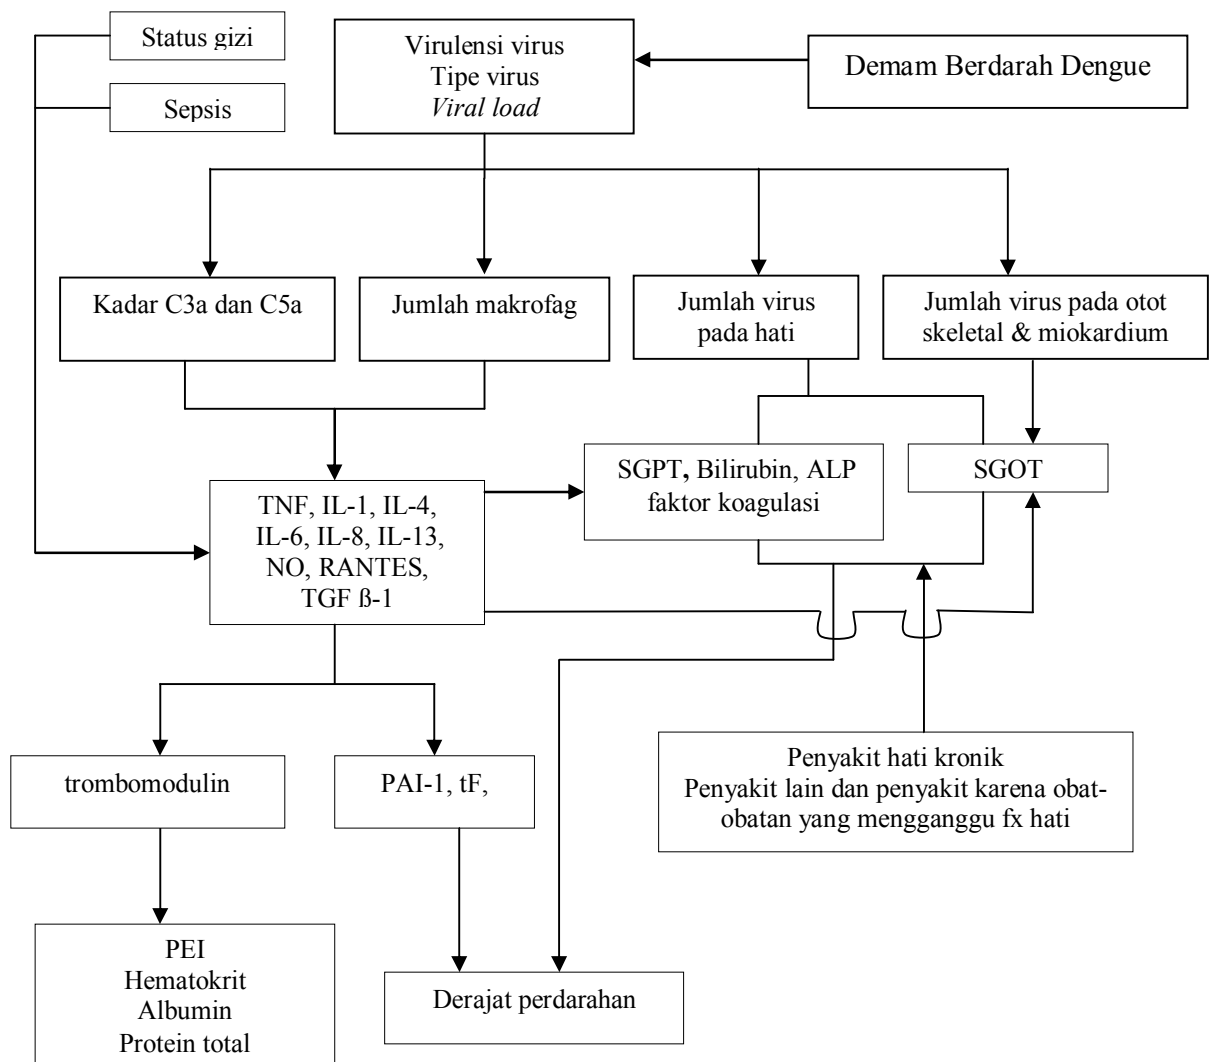 Status gizi
Virulensi virus
Tipe virus
Viral load
Demam Berdarah Dengue
Sepsis
Kadar C3a dan C5a
Jumlah makrofag
Jumlah virus
pada hati
Jumlah virus pada otot
skeletal & miokardium
SGPT, Bilirubin, ALP
faktor koagulasi
SGOT
TNF, IL-1, IL-4,
IL-6, IL-8, IL-13,
NO, RANTES,
TGF ß-1
trombomodulin
PAI-1, tF,
Penyakit hati kronik
Penyakit lain dan penyakit karena obat-
obatan yang mengganggu fx hati
PEI
Hematokrit
Albumin
Protein total
Derajat perdarahan